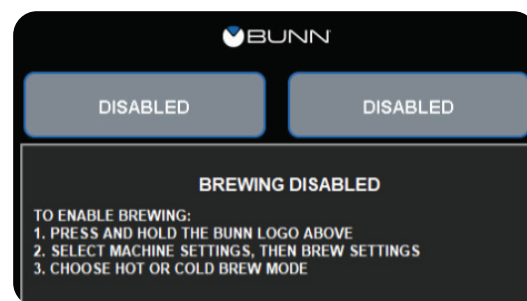 BUNN
DISABLED
DISABLED
BREWING DISABLED
TO ENABLE BREWING:
1. PRESS AND HOLD THE BUNN LOGO ABOVE
2. SELECT MACHINE SETTINGS, THEN BREW SETTINGS
3. CHOOSE HOT OR COLD BREW MODE